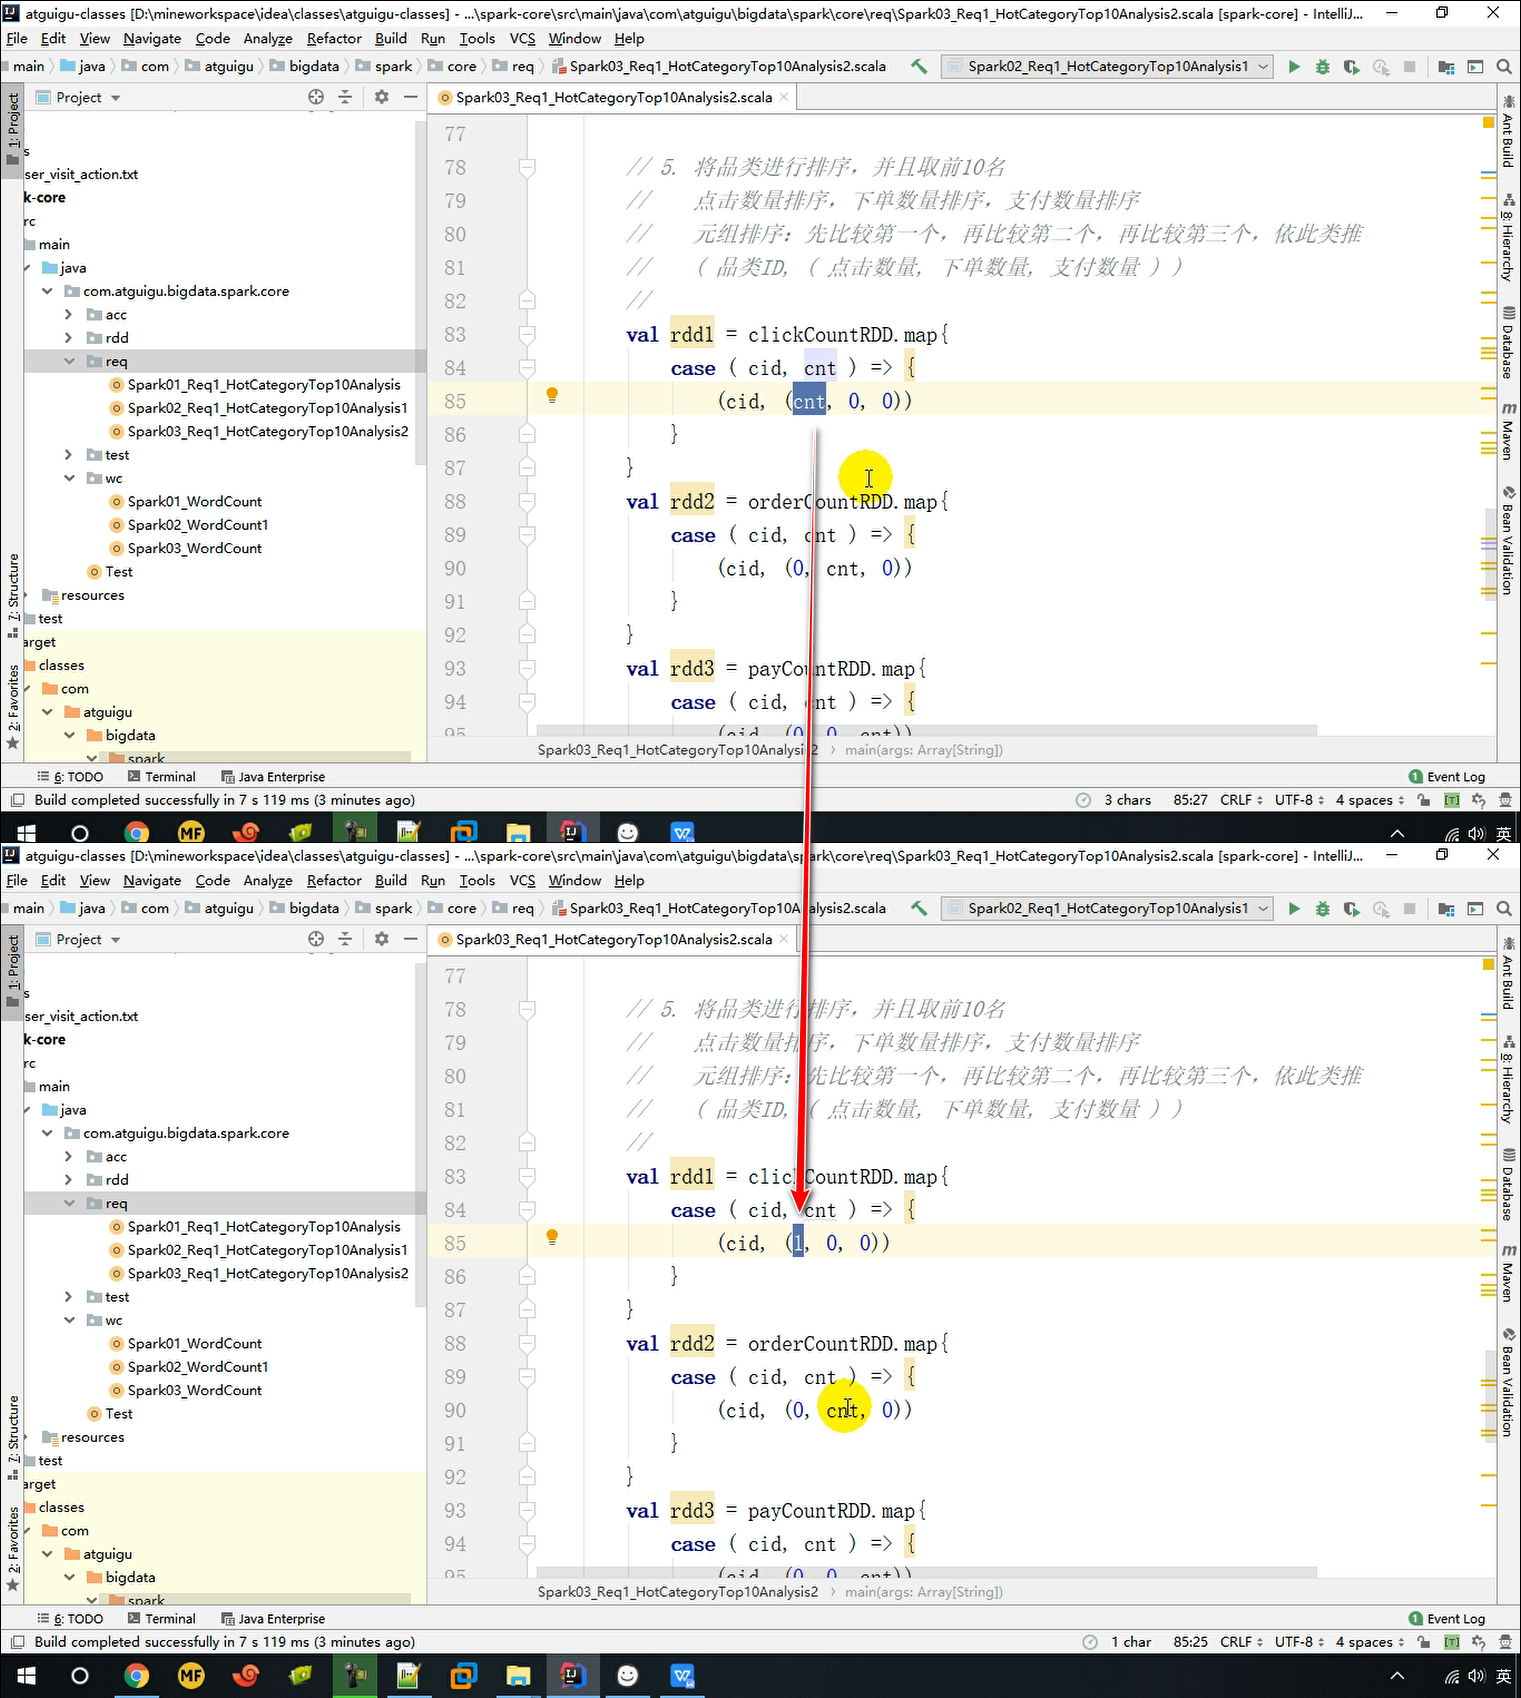 atguigu-classes [D:\mineworkspace\idea\classes\atguigu-classes] - ...\spark-core\src\main\java\com\atguigu\bigdata\spark\core\req\Spark03_Req1_HotCategoryTop10Analysis2.scala [spark-core] - IntelliJ...
File Edit View Navigate Code Analyze Refactor Build Run Tools VCS Window Help
main java com atguigu bigdata spark core req Spark03_Req1_HotCategoryTop10Analysis2.scala Spark02_Req1_HotCategoryTop10Analysis1
Project
Spark03_Req1_HotCategoryTop10Analysis2.scala
1: Project
7: Structure
2: Favorites
s
ser_visit_action.txt
k-core
rc
main
java
com.atguigu.bigdata.spark.core
acc
rdd
req
Spark01_Req1_HotCategoryTop10Analysis
Spark02_Req1_HotCategoryTop10Analysis1
Spark03_Req1_HotCategoryTop10Analysis2
test
wc
Spark01_WordCount
Spark02_WordCount1
Spark03_WordCount
Test
resources
test
arget
classes
com
atguigu
bigdata
spark
77
78 // 5. 将品类进行排序，并且取前10名
79 // 点击数量排序，下单数量排序，支付数量排序
80 // 元组排序：先比较第一个，再比较第二个，再比较第三个，依此类推
81 // ( 品类ID, ( 点击数量, 下单数量, 支付数量 ) )
82 //
83 val rdd1 = clickCountRDD.map{
84 case ( cid, cnt ) => {
85 (cid, (cnt, 0, 0))
86 }
87 }
88 val rdd2 = orderCountRDD.map{
89 case ( cid, cnt ) => {
90 (cid, (0, cnt, 0))
91 }
92 }
93 val rdd3 = payCountRDD.map{
94 case ( cid, cnt ) => {
95 (cid, (0, 0, cnt))
Spark03_Req1_HotCategoryTop10Analysis2 main(args: Array[String])
Ant Build
8: Hierarchy
Database
Maven
Bean Validation
6: TODO Terminal Java Enterprise 1 Event Log
Build completed successfully in 7 s 119 ms (3 minutes ago) 3 chars 85:27 CRLF UTF-8 4 spaces [T]
MF IJ 英
atguigu-classes [D:\mineworkspace\idea\classes\atguigu-classes] - ...\spark-core\src\main\java\com\atguigu\bigdata\spark\core\req\Spark03_Req1_HotCategoryTop10Analysis2.scala [spark-core] - IntelliJ...
File Edit View Navigate Code Analyze Refactor Build Run Tools VCS Window Help
main java com atguigu bigdata spark core req Spark03_Req1_HotCategoryTop10Analysis2.scala Spark02_Req1_HotCategoryTop10Analysis1
Project
Spark03_Req1_HotCategoryTop10Analysis2.scala
1: Project
7: Structure
2: Favorites
s
ser_visit_action.txt
k-core
rc
main
java
com.atguigu.bigdata.spark.core
acc
rdd
req
Spark01_Req1_HotCategoryTop10Analysis
Spark02_Req1_HotCategoryTop10Analysis1
Spark03_Req1_HotCategoryTop10Analysis2
test
wc
Spark01_WordCount
Spark02_WordCount1
Spark03_WordCount
Test
resources
test
arget
classes
com
atguigu
bigdata
spark
77
78 // 5. 将品类进行排序，并且取前10名
79 // 点击数量排序，下单数量排序，支付数量排序
80 // 元组排序：先比较第一个，再比较第二个，再比较第三个，依此类推
81 // ( 品类ID, ( 点击数量, 下单数量, 支付数量 ) )
82 //
83 val rdd1 = clickCountRDD.map{
84 case ( cid, cnt ) => {
85 (cid, (1, 0, 0))
86 }
87 }
88 val rdd2 = orderCountRDD.map{
89 case ( cid, cnt ) => {
90 (cid, (0, cnt, 0))
91 }
92 }
93 val rdd3 = payCountRDD.map{
94 case ( cid, cnt ) => {
95 (cid, (0, 0, cnt))
Spark03_Req1_HotCategoryTop10Analysis2 main(args: Array[String])
Ant Build
8: Hierarchy
Database
Maven
Bean Validation
6: TODO Terminal Java Enterprise 1 Event Log
Build completed successfully in 7 s 119 ms (3 minutes ago) 1 char 85:25 CRLF UTF-8 4 spaces [T]
MF IJ 英